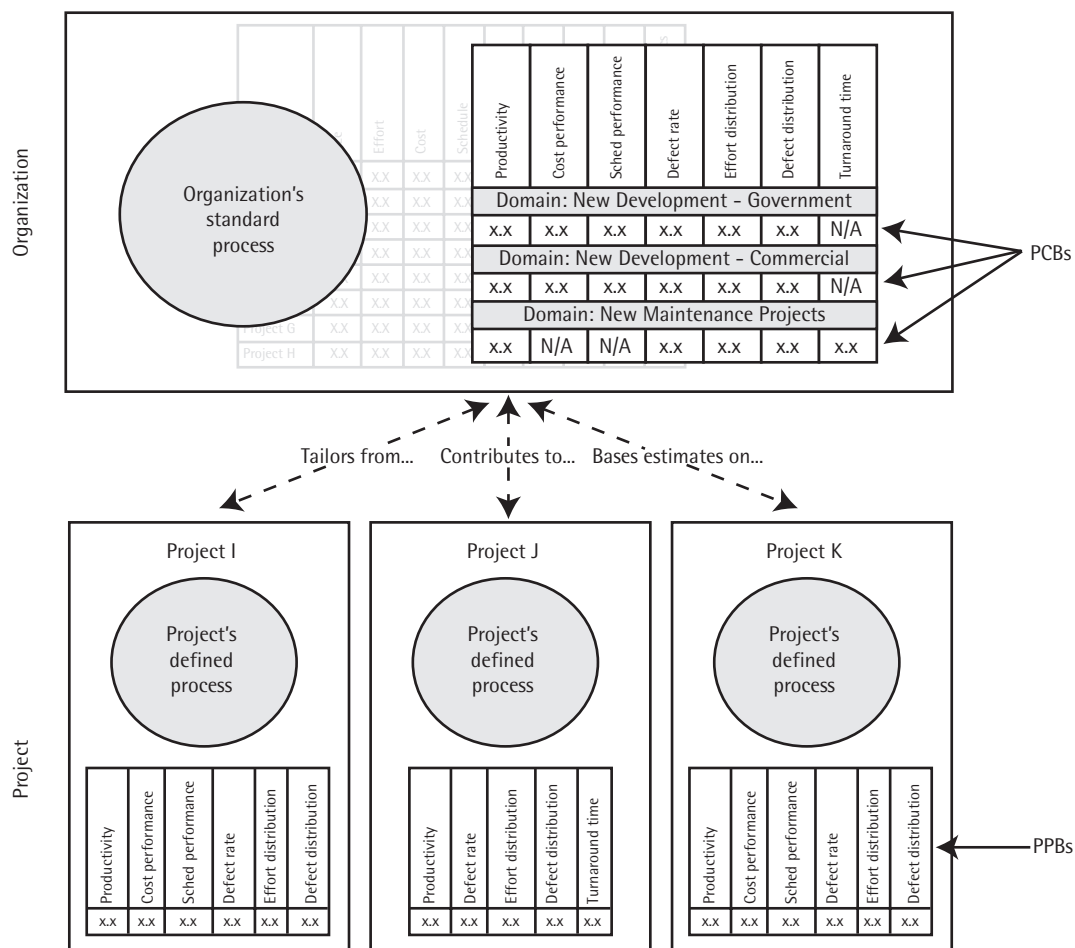 Organization
Organization's
standard
process
Effort
Cost
Schedule
x.x x.x x.x
x.x x.x x.x
x.x x.x x.x
x.x x.x x.x
x.x x.x x.x x.x
Project G x.x x.x x.x x.x
Project H x.x x.x x.x x.x
Productivity
Cost performance
Sched performance
Defect rate
Effort distribution
Defect distribution
Turnaround time
Domain: New Development - Government
x.x x.x x.x x.x x.x x.x N/A
Domain: New Development - Commercial
x.x x.x x.x x.x x.x x.x N/A
Domain: New Maintenance Projects
x.x N/A N/A x.x x.x x.x x.x
PCBs
Tailors from... Contributes to... Bases estimates on...
Project
Project I
Project's
defined
process
Productivity
Cost performance
Sched performance
Defect rate
Effort distribution
Defect distribution
x.x x.x x.x x.x x.x x.x
Project J
Project's
defined
process
Productivity
Defect rate
Effort distribution
Defect distribution
Turnaround time
x.x x.x x.x x.x x.x
Project K
Project's
defined
process
Productivity
Cost performance
Sched performance
Defect rate
Effort distribution
Defect distribution
x.x x.x x.x x.x x.x x.x
PPBs